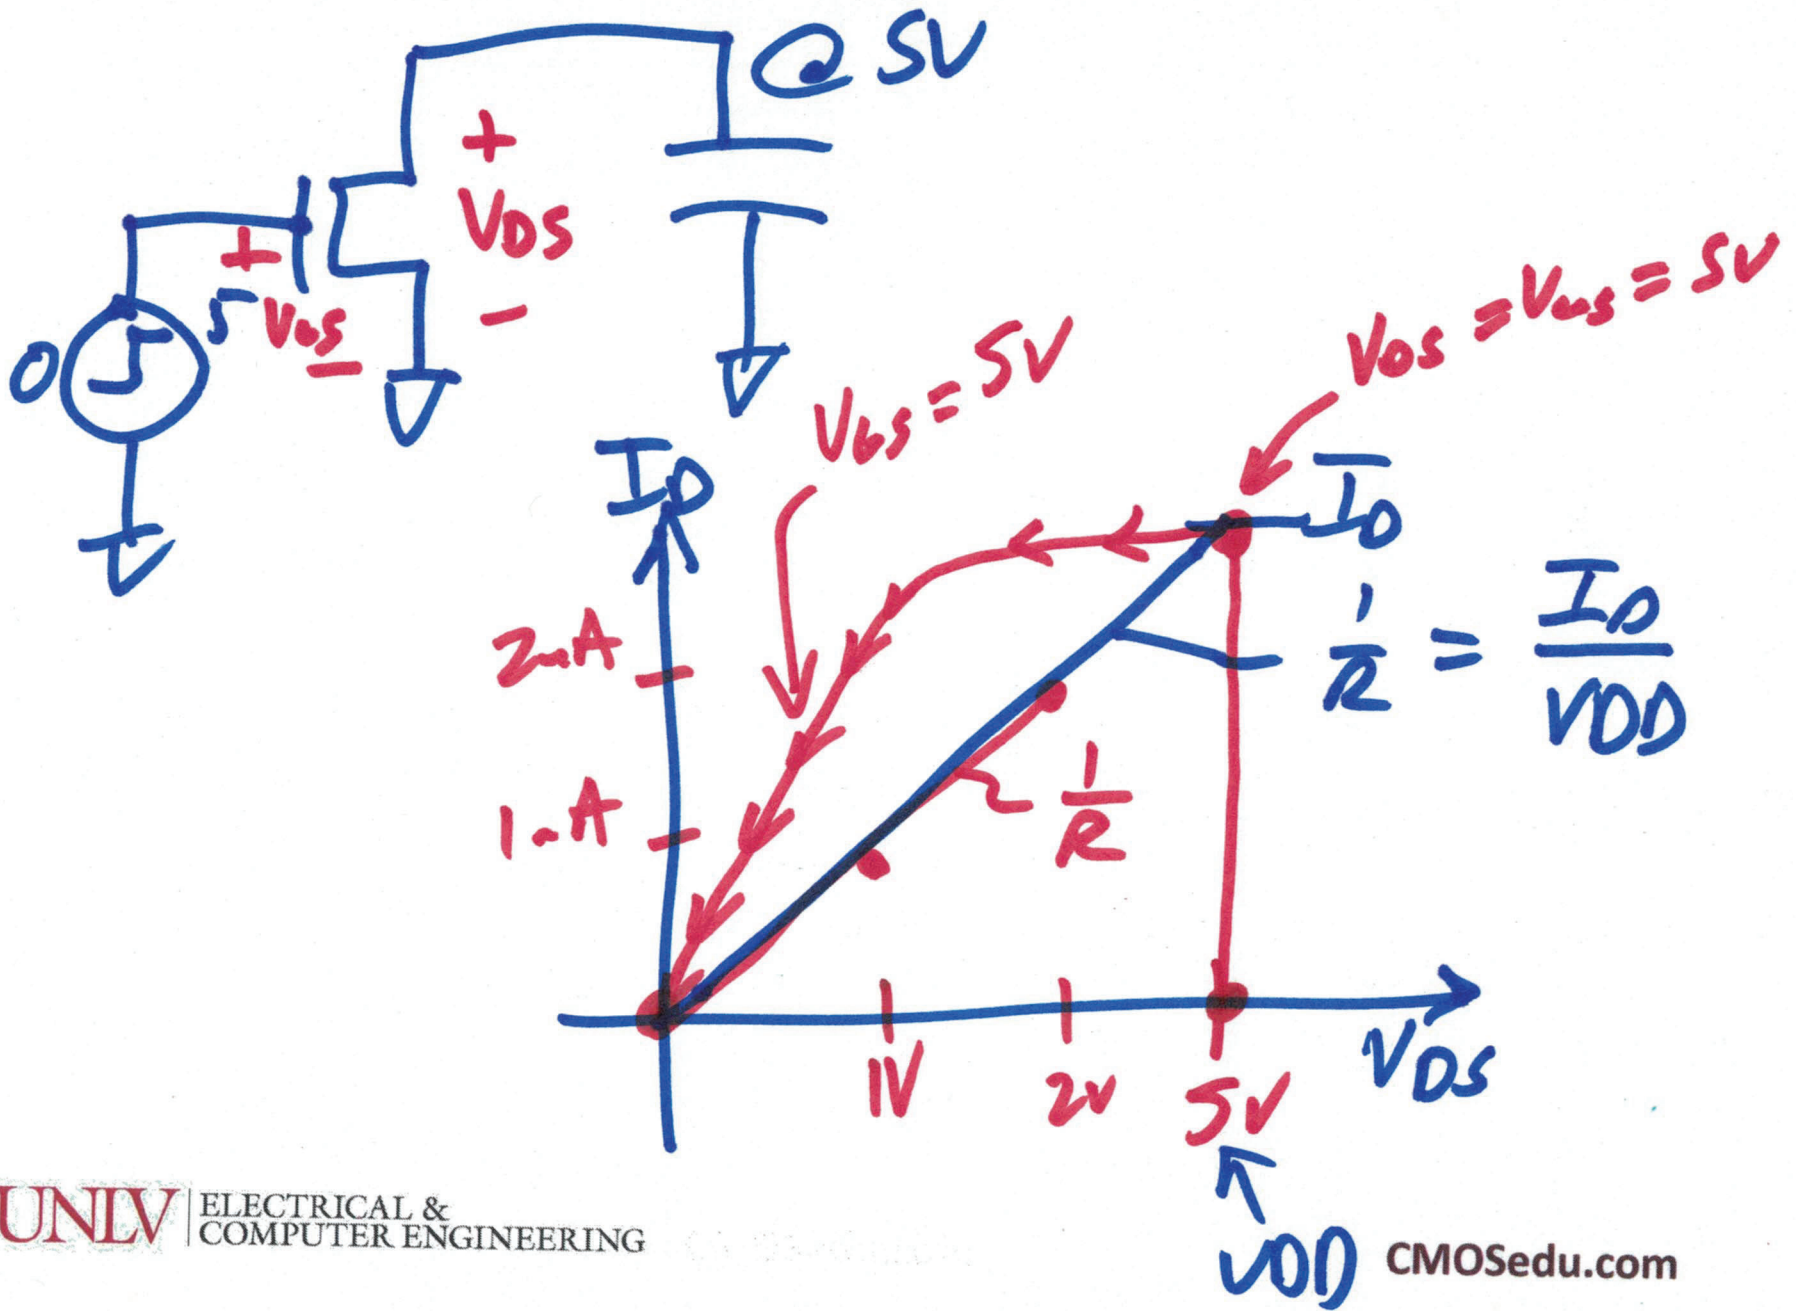 @ 5V
+
VDS
-
+
5
VGS
-
0
VGS = 5V
VDS = VGS = 5V
ID
ID
2mA
1/R = ID/VDD
1mA
1/R
1V
2V
5V
VDS
VDD
UNLV
ELECTRICAL &
COMPUTER ENGINEERING
CMOSedu.com